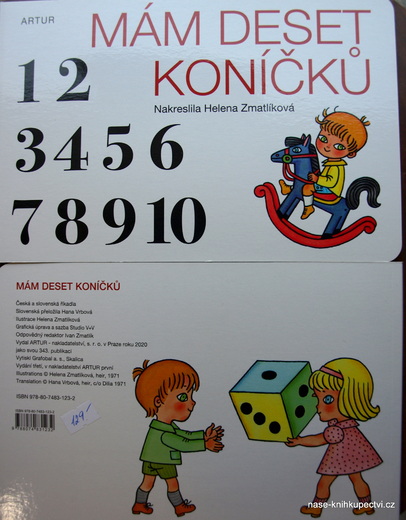 ARTUR
MÁM DESET
KONÍČKŮ
Nakreslila Helena Zmatlíková
1 2
3 4 5 6
7 8 9 10
MÁM DESET KONÍČKŮ
Česká a slovenská říkadla
Slovenská přeložila Hana Vrbová
Ilustrace Helena Zmatlíková
Grafická úprava a sazba Studio V+V
Odpovědný redaktor Ivan Zmatlík
Vydal ARTUR – nakladatelství, s. r. o. v Praze roku 2020
jako svou 343. publikaci
Vytiskl Grafobal a. s., Skalica
Vydání třetí, v nakladatelství ARTUR první
Illustrations © Helena Zmatlíková, heir, 1971
Translation © Hana Vrbová, heir, c/o Dilia 1971
ISBN 978-80-7483-123-2
129,-
nase-knihkupectvi.cz